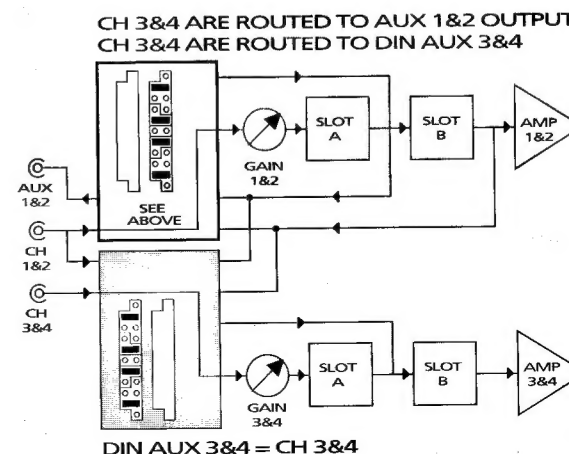 CH 3&4 ARE ROUTED TO AUX 1&2 OUTPUT
CH 3&4 ARE ROUTED TO DIN AUX 3&4
AUX
1&2
CH
1&2
CH
3&4
SEE
ABOVE
GAIN
1&2
SLOT
A
SLOT
B
AMP
1&2
GAIN
3&4
SLOT
A
SLOT
B
AMP
3&4
DIN AUX 3&4 = CH 3&4